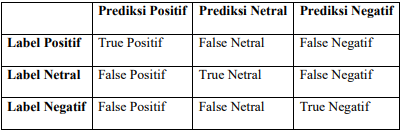 Prediksi Positif Prediksi Netral Prediksi Negatif
Label Positif True Positif False Netral False Negatif
Label Netral False Positif True Netral False Negatif
Label Negatif False Positif False Netral True Negatif